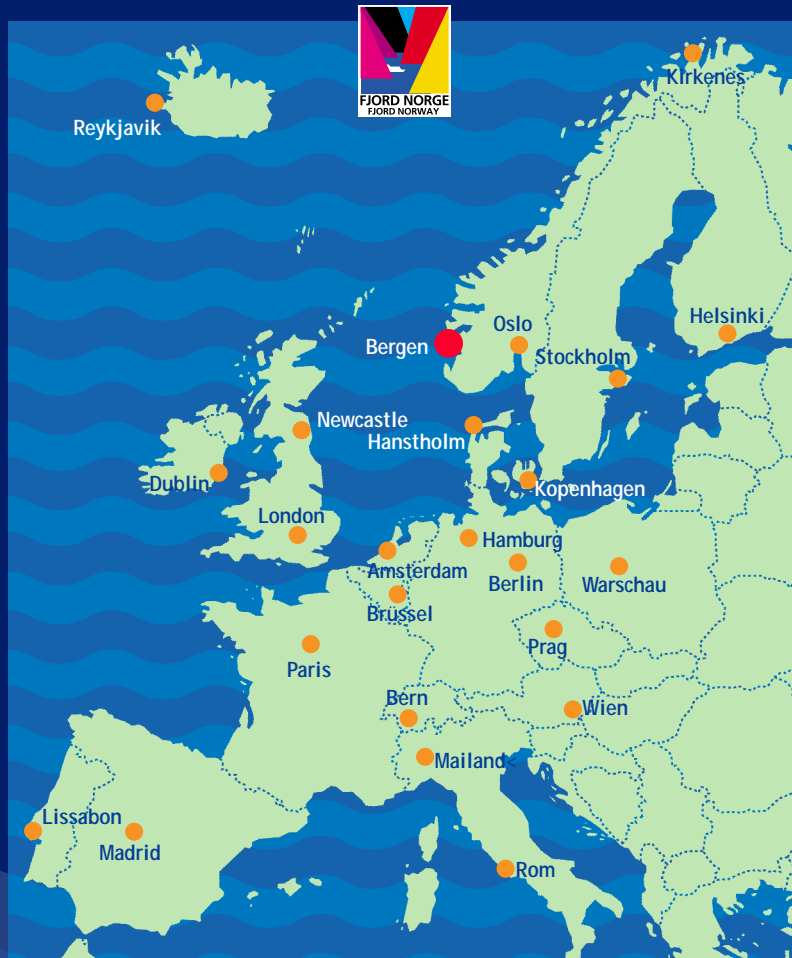 FJORD NORGE
FJORD NORWAY
Kirkenes
Reykjavik
Helsinki
Oslo
Bergen
Stockholm
Newcastle
Hanstholm
Dublin
Kopenhagen
London
Hamburg
Amsterdam
Berlin
Warschau
Brüssel
Prag
Paris
Bern
Wien
Mailand<
Lissabon
Madrid
Rom